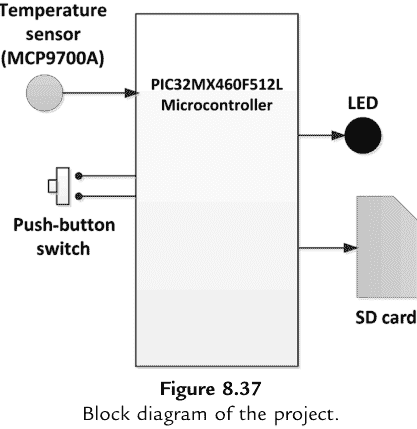 Temperature
sensor
(MCP9700A)
PIC32MX460F512L
Microcontroller
LED
Push-button
switch
SD card
Figure 8.37
Block diagram of the project.